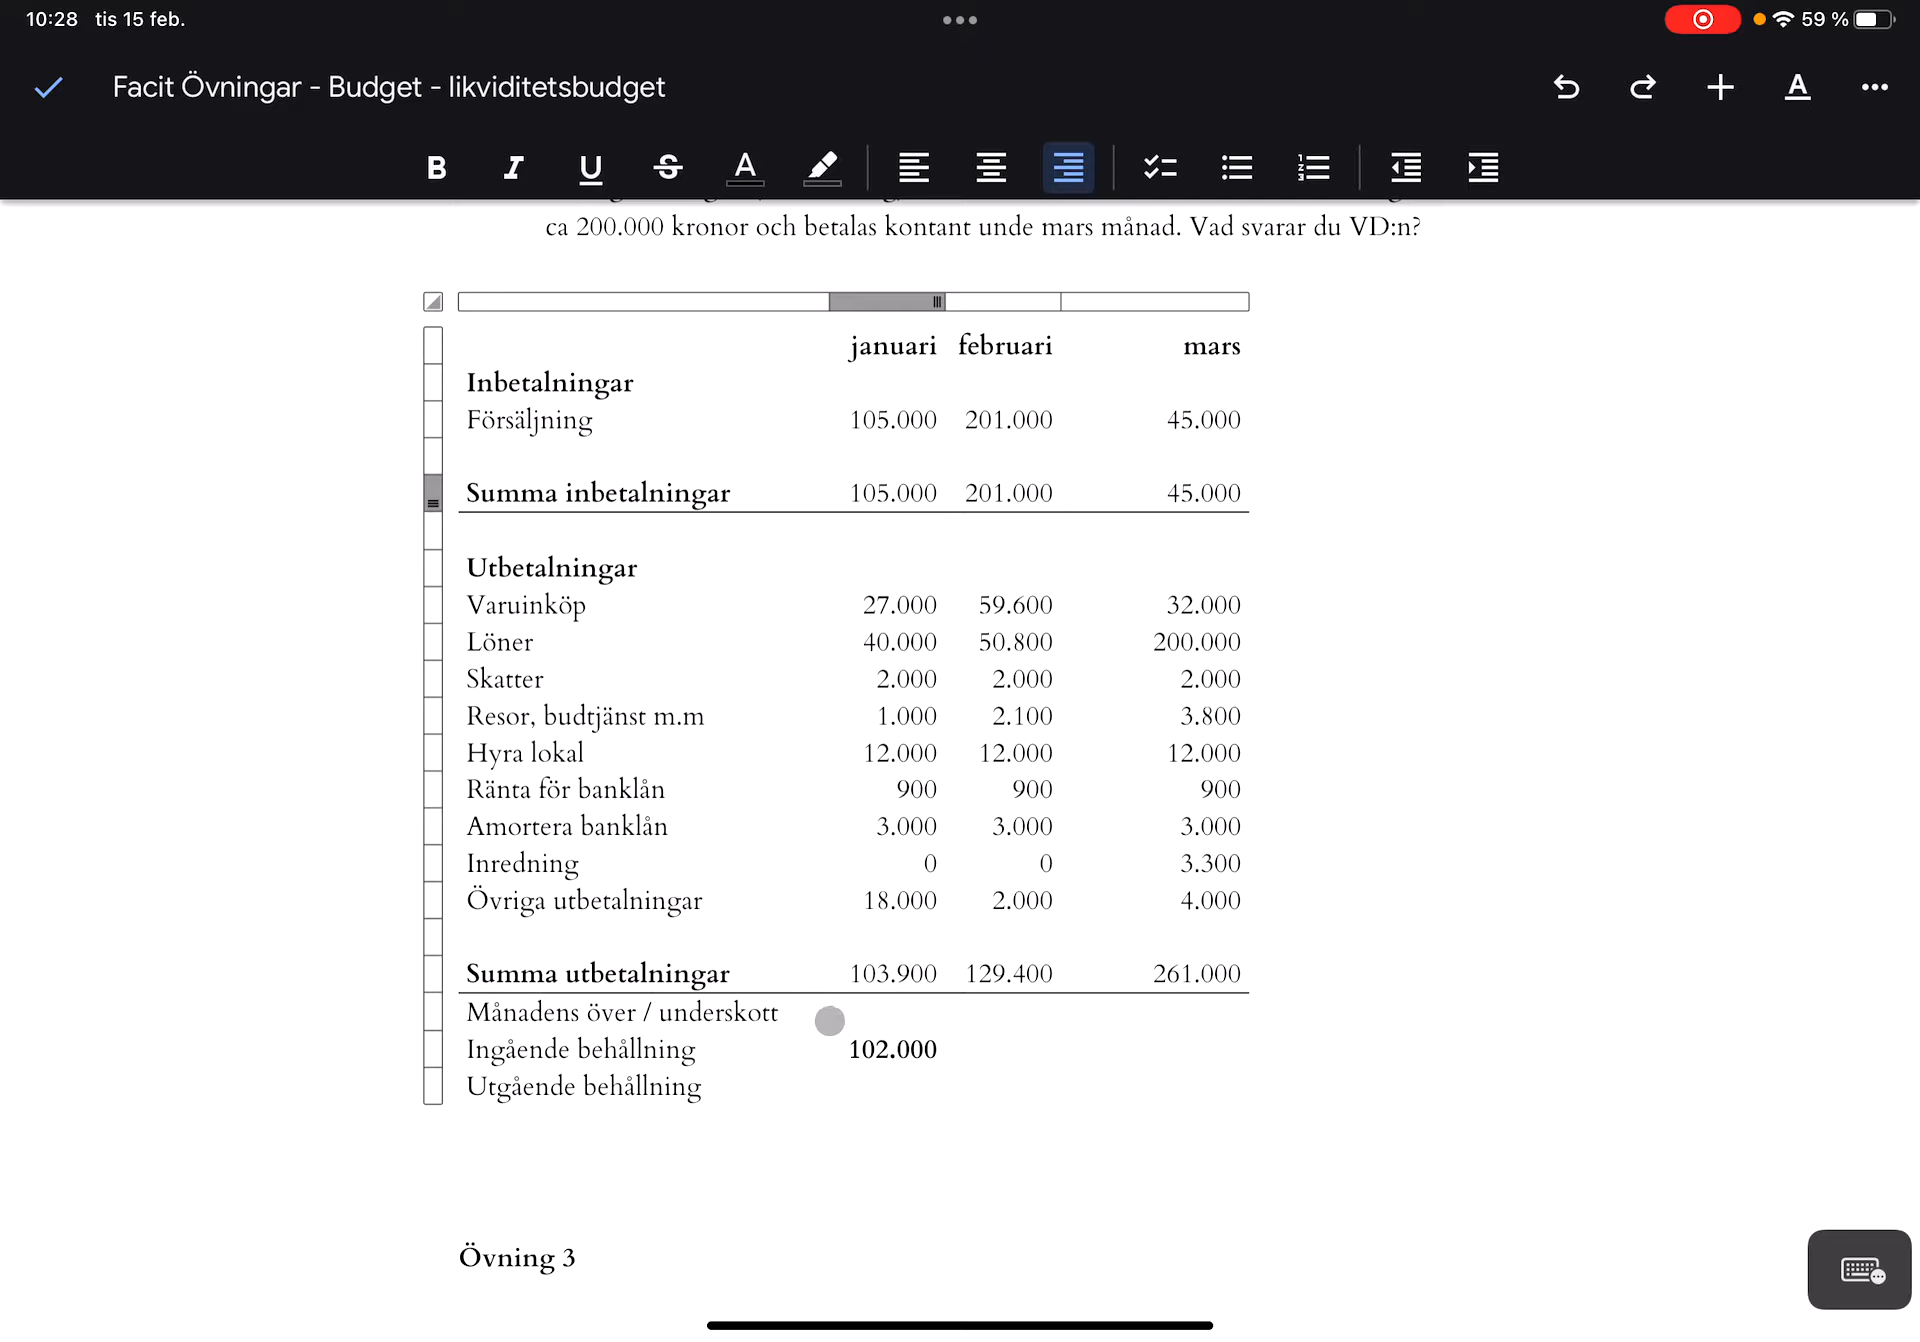 10:28 tis 15 feb.
59 %
Facit Övningar - Budget - likviditetsbudget
B I U S A A
ca 200.000 kronor och betalas kontant unde mars månad. Vad svarar du VD:n?
januari februari mars
Inbetalningar
Försäljning 105.000 201.000 45.000
Summa inbetalningar 105.000 201.000 45.000
Utbetalningar
Varuinköp 27.000 59.600 32.000
Löner 40.000 50.800 200.000
Skatter 2.000 2.000 2.000
Resor, budtjänst m.m 1.000 2.100 3.800
Hyra lokal 12.000 12.000 12.000
Ränta för banklån 900 900 900
Amortera banklån 3.000 3.000 3.000
Inredning 0 0 3.300
Övriga utbetalningar 18.000 2.000 4.000
Summa utbetalningar 103.900 129.400 261.000
Månadens över / underskott
Ingående behållning 102.000
Utgående behållning
Övning 3